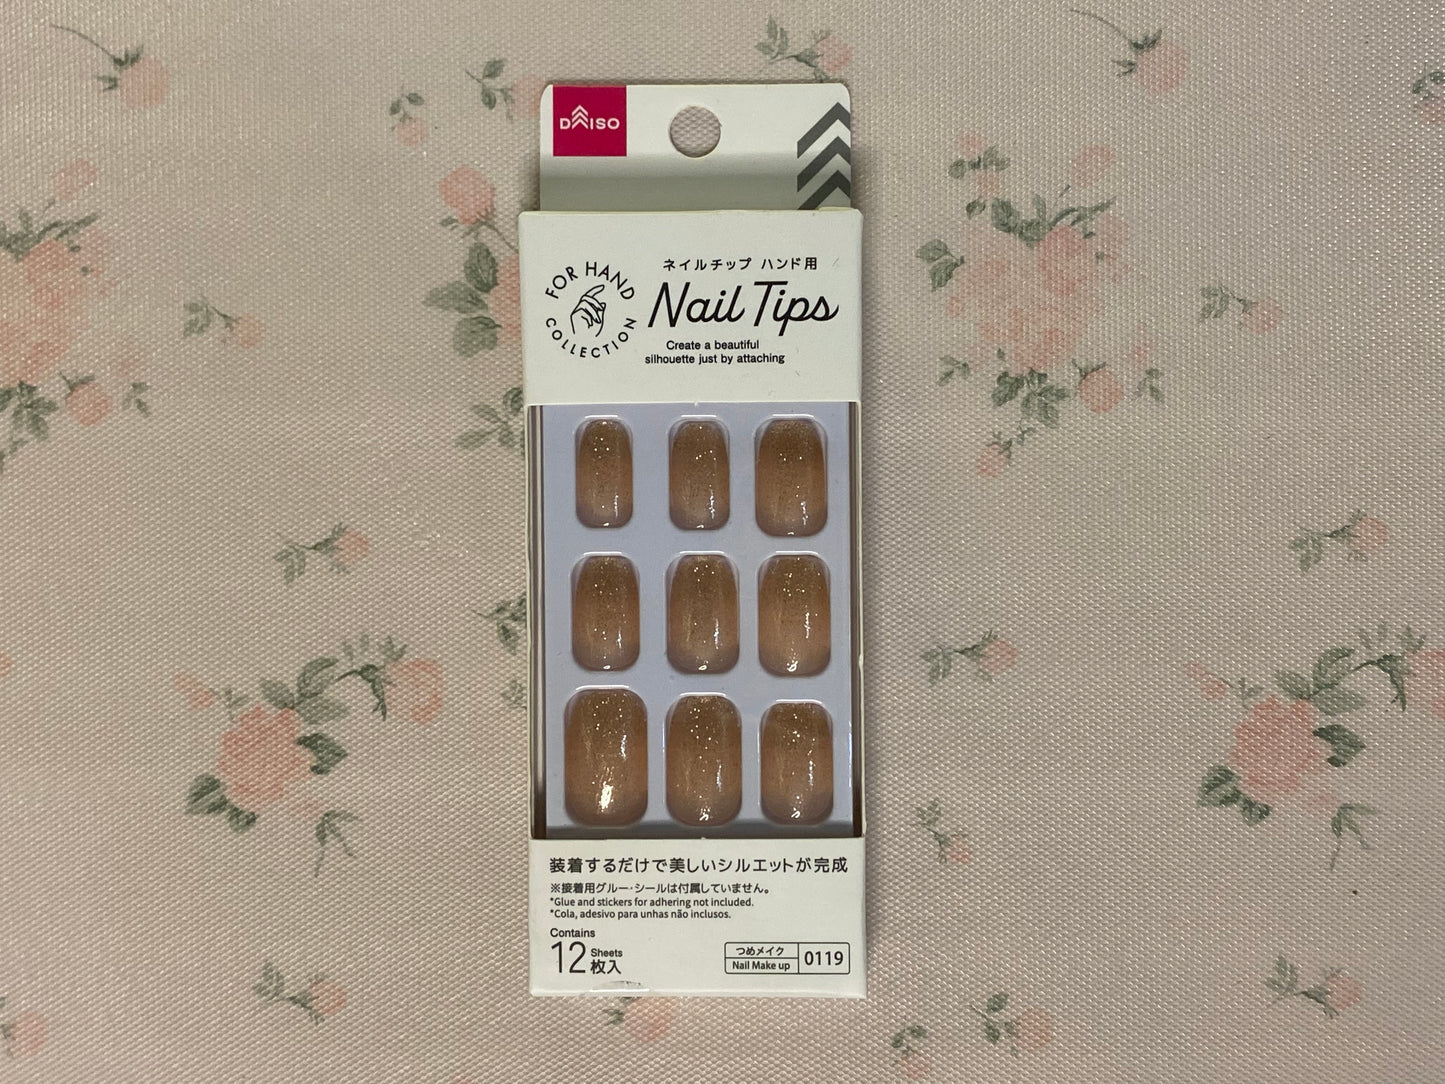 DAISO
FOR HAND
COLLECTION
ネイルチップ ハンド用
Nail Tips
Create a beautiful
silhouette just by attaching
装着するだけで美しいシルエットが完成
※接着用グルー・シールは付属していません。
*Glue and stickers for adhering not included.
*Cola, adesivo para unhas não inclusos.
Contains
12 Sheets
枚入
つめメイク
Nail Make up
0119